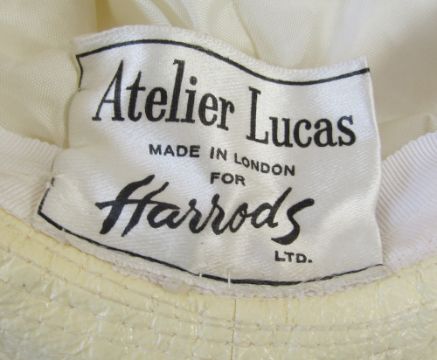 Atelier Lucas
MADE IN LONDON
FOR
Harrods
LTD.